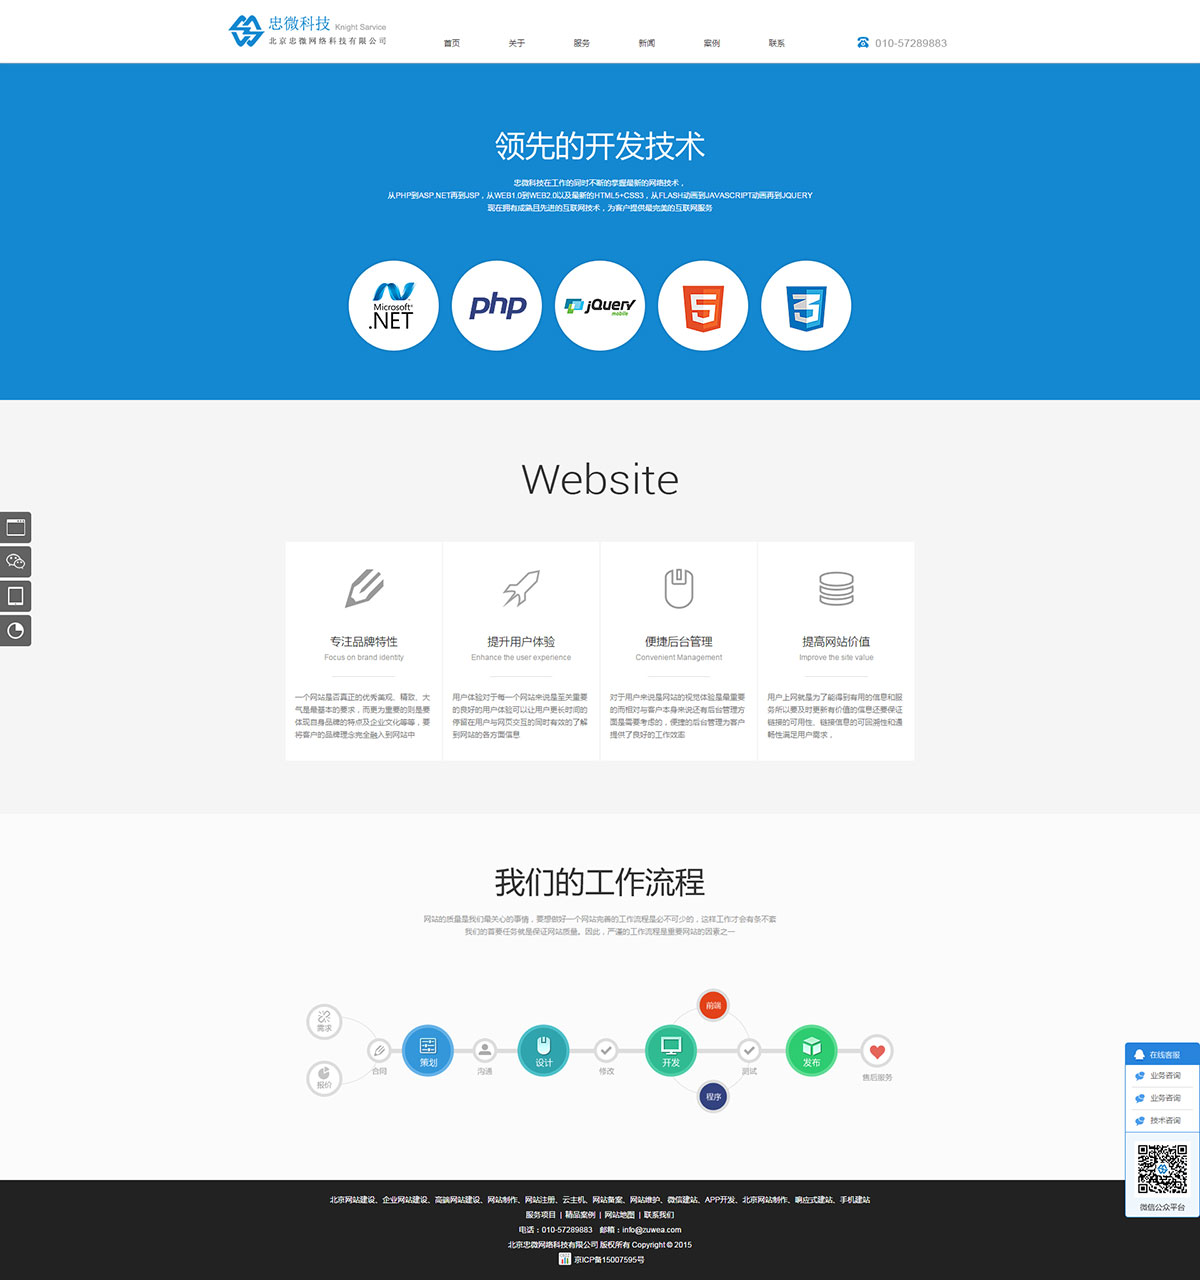 忠微科技 Knight Sarvice
北京忠微网络科技有限公司
首页 关于 服务 新闻 案例 联系 010-57289883
领先的开发技术
忠微科技在工作的同时不断的掌握最新的网络技术，
从PHP到ASP.NET再到JSP，从WEB1.0到WEB2.0以及最新的HTML5+CSS3，从FLASH动画到JAVASCRIPT动画再到JQUERY
现在拥有成熟且先进的互联网技术，为客户提供最完美的互联网服务
Microsoft®
.NET
php
jQuery
mobile
5
3
Website
专注品牌特性
Focus on brand identity
一个网站是否真正的优秀美观、精致、大
气是最基本的要求，而更为重要的则是要
体现自身品牌的特点及企业文化等等，要
将客户的品牌理念完全融入到网站中
提升用户体验
Enhance the user experience
用户体验对于每一个网站来说是至关重要
的良好的用户体验可以让用户更长时间的
停留在用户与网页交互的同时有效的了解
到网站的各方面信息
便捷后台管理
Convenient Management
对于用户来说是网站的视觉体验是最重要
的而相对与客户本身来说还有后台管理方
面是需要考虑的，便捷的后台管理为客户
提供了良好的工作效率
提高网站价值
Improve the site value
用户上网就是为了能得到有用的信息和服
务所以要及时更新有价值的信息还要保证
链接的可用性、链接信息的可回溯性和通
畅性满足用户需求，
我们的工作流程
网站的质量是我们最关心的事情，要想做好一个网站完善的工作流程是必不可少的，这样工作才会有条不紊
我们的首要任务就是保证网站质量。因此，严谨的工作流程是重要网站的因素之一
需求
报价
合同
策划
沟通
设计
修改
开发
前端
程序
测试
发布
售后服务
在线客服
业务咨询
业务咨询
技术咨询
微信公众平台
北京网站建设、企业网站建设、高端网站建设、网站制作、网站注册、云主机、网站备案、网站维护、微信建站、APP开发、北京网站制作、响应式建站、手机建站
服务项目 | 精品案例 | 网站地图 | 联系我们
电话：010-57289883 邮箱：info@zuwea.com
北京忠微网络科技有限公司 版权所有 Copyright © 2015
京ICP备15007595号